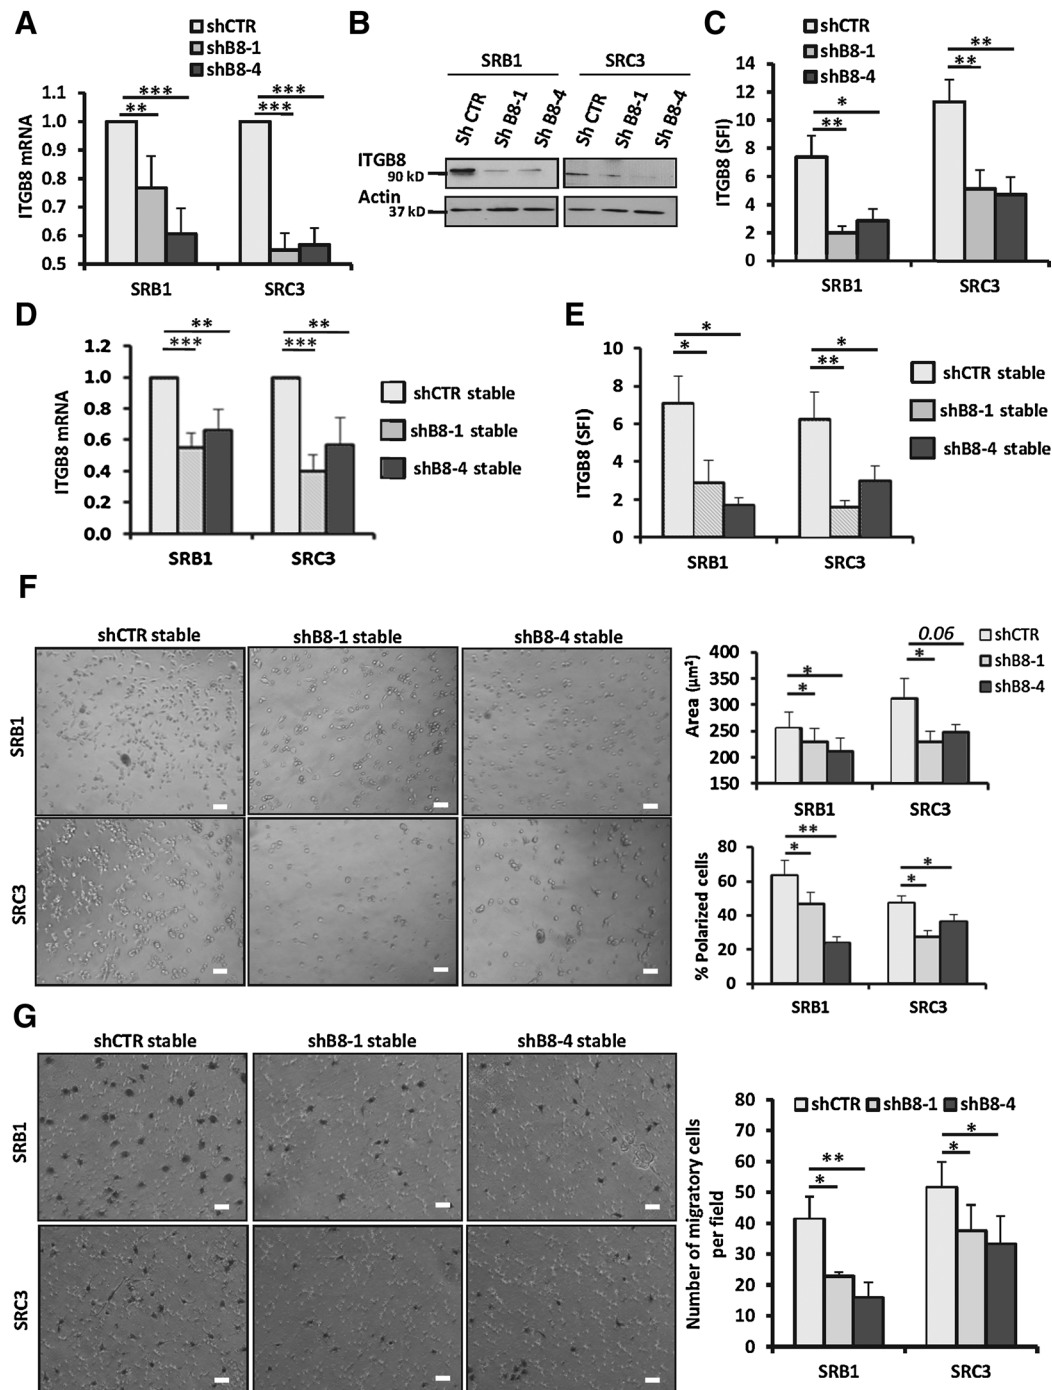 A
shCTR
shB8-1
shB8-4
ITGB8 mRNA
1.1
1.0
0.9
0.8
0.7
0.6
0.5
***
**
***
***
SRB1
SRC3
B
SRB1
SRC3
Sh CTR
Sh B8-1
Sh B8-4
Sh CTR
Sh B8-1
Sh B8-4
ITGB8
90 kD
Actin
37 kD
C
shCTR
shB8-1
shB8-4
ITGB8 (SFI)
14
12
10
8
6
4
2
0
*
**
**
**
SRB1
SRC3
D
ITGB8 mRNA
1.2
1.0
0.8
0.6
0.4
0.2
0.0
**
***
**
***
SRB1
SRC3
shCTR stable
shB8-1 stable
shB8-4 stable
E
ITGB8 (SFI)
10
8
6
4
2
0
*
*
*
**
SRB1
SRC3
shCTR stable
shB8-1 stable
shB8-4 stable
F
shCTR stable
shB8-1 stable
shB8-4 stable
SRB1
SRC3
Area (µm²)
400
350
300
250
200
150
*
*
0.06
*
SRB1
SRC3
shCTR
shB8-1
shB8-4
% Polarized cells
80
60
40
20
0
**
*
*
*
SRB1
SRC3
G
shCTR stable
shB8-1 stable
shB8-4 stable
SRB1
SRC3
Number of migratory cells
per field
80
70
60
50
40
30
20
10
0
shCTR
shB8-1
shB8-4
**
*
*
*
SRB1
SRC3